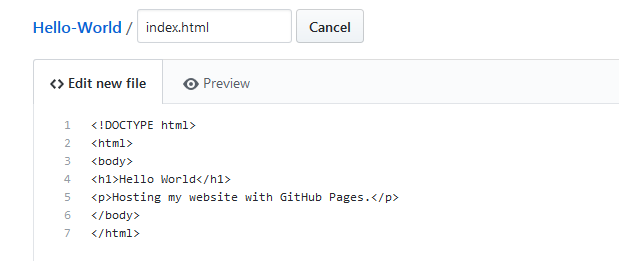 Hello-World / index.html Cancel
<> Edit new file Preview
1 <!DOCTYPE html>
2 <html>
3 <body>
4 <h1>Hello World</h1>
5 <p>Hosting my website with GitHub Pages.</p>
6 </body>
7 </html>